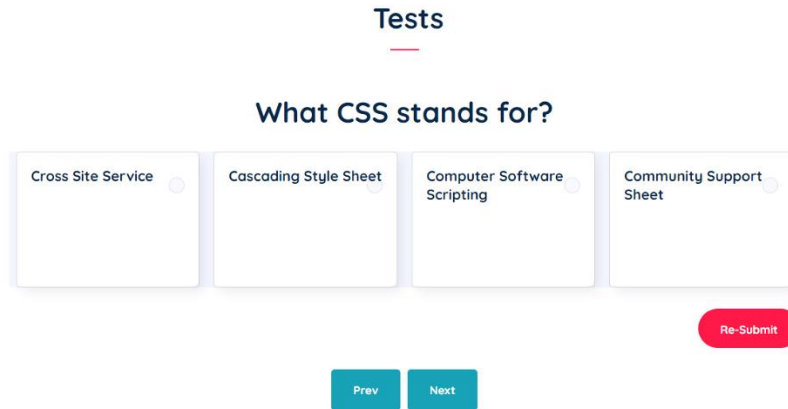 Tests
What CSS stands for?
Cross Site Service
Cascading Style Sheet
Computer Software
Scripting
Community Support
Sheet
Re-Submit
Prev
Next